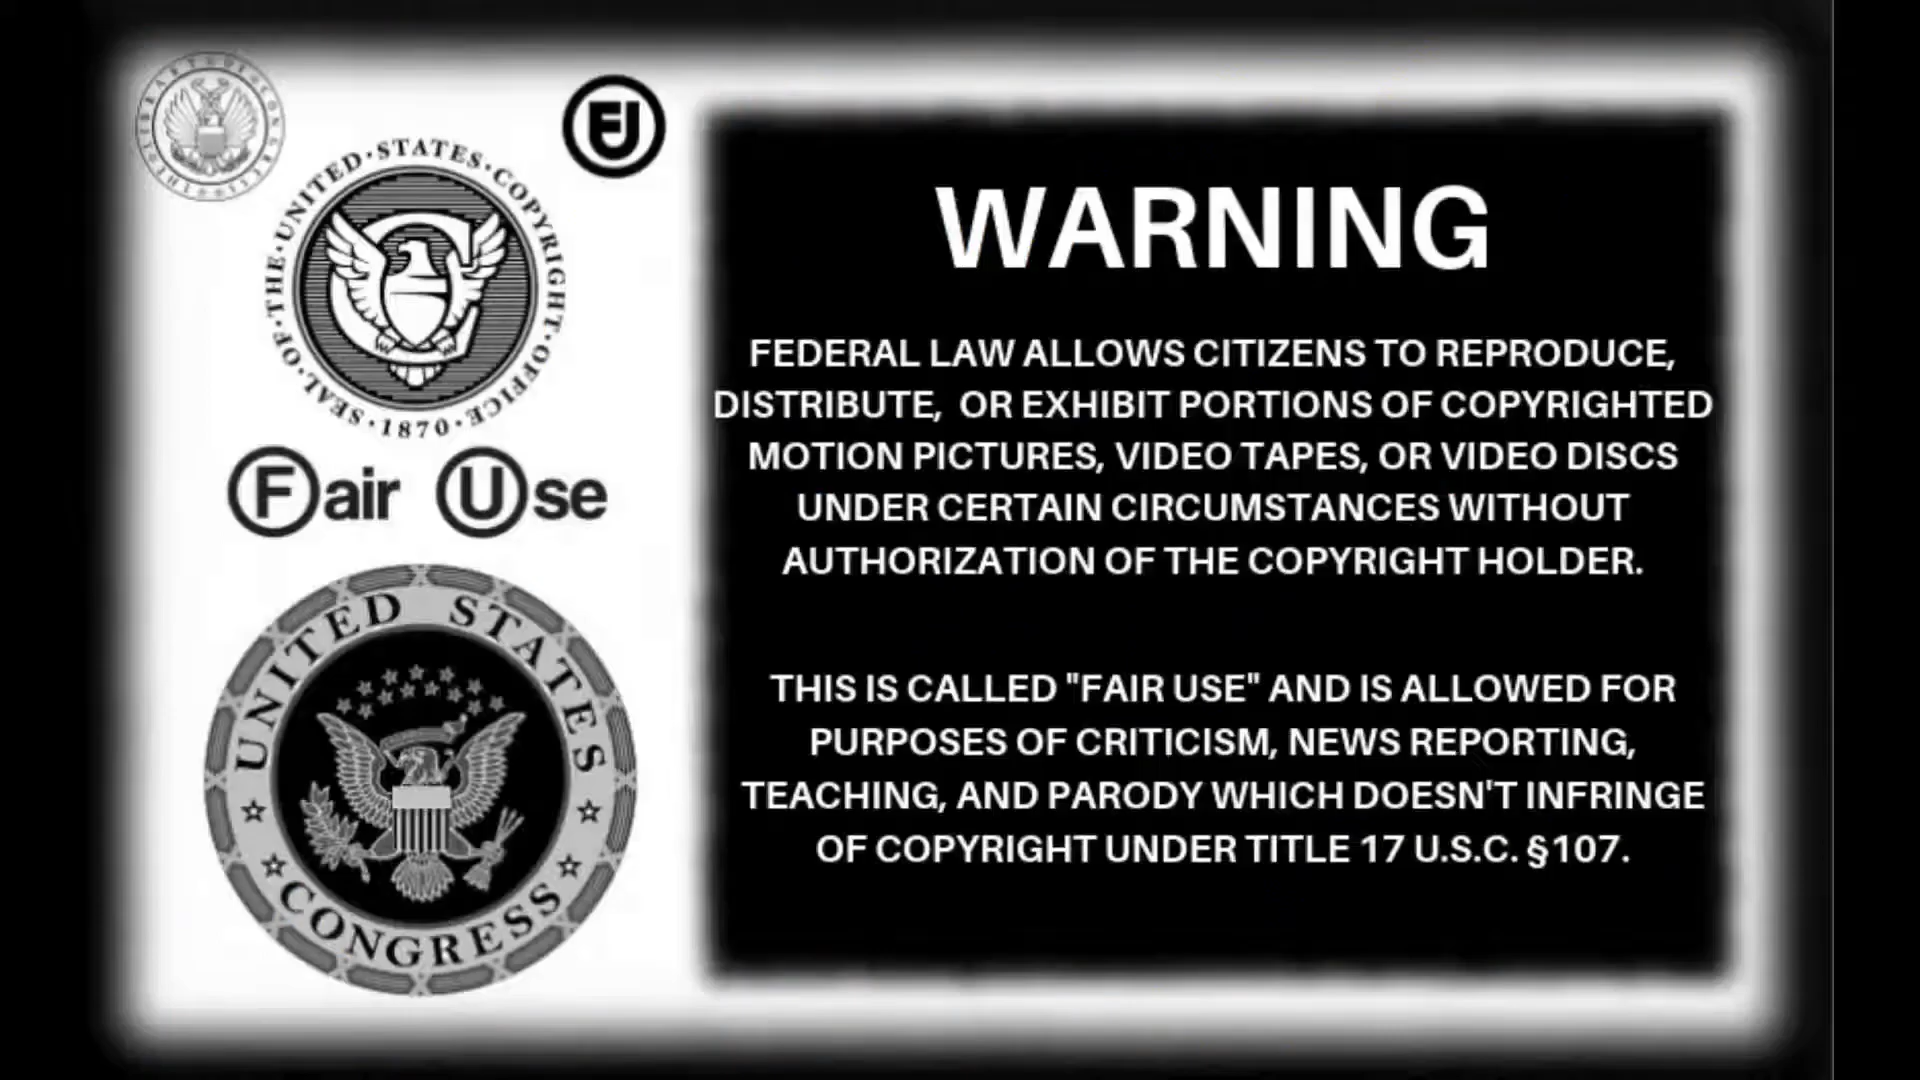 THE·UNITED·STATES·COPYRIGHT·OFFICE
SEAL·OF·
·1870·
Fair Use
UNITED STATES
CONGRESS
WARNING
FEDERAL LAW ALLOWS CITIZENS TO REPRODUCE,
DISTRIBUTE, OR EXHIBIT PORTIONS OF COPYRIGHTED
MOTION PICTURES, VIDEO TAPES, OR VIDEO DISCS
UNDER CERTAIN CIRCUMSTANCES WITHOUT
AUTHORIZATION OF THE COPYRIGHT HOLDER.
THIS IS CALLED "FAIR USE" AND IS ALLOWED FOR
PURPOSES OF CRITICISM, NEWS REPORTING,
TEACHING, AND PARODY WHICH DOESN'T INFRINGE
OF COPYRIGHT UNDER TITLE 17 U.S.C. §107.